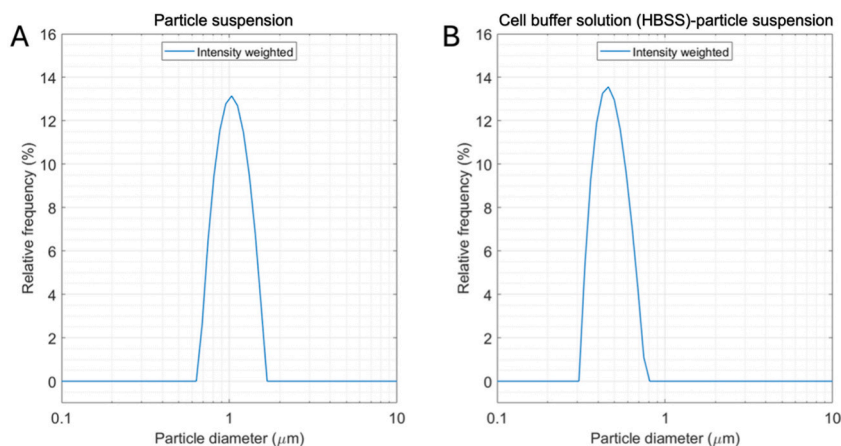 A
Particle suspension
Intensity weighted
Relative frequency (%)
16
14
12
10
8
6
4
2
0
0.1
1
10
Particle diameter (μm)
B
Cell buffer solution (HBSS)-particle suspension
Intensity weighted
Relative frequency (%)
16
14
12
10
8
6
4
2
0
0.1
1
10
Particle diameter (μm)